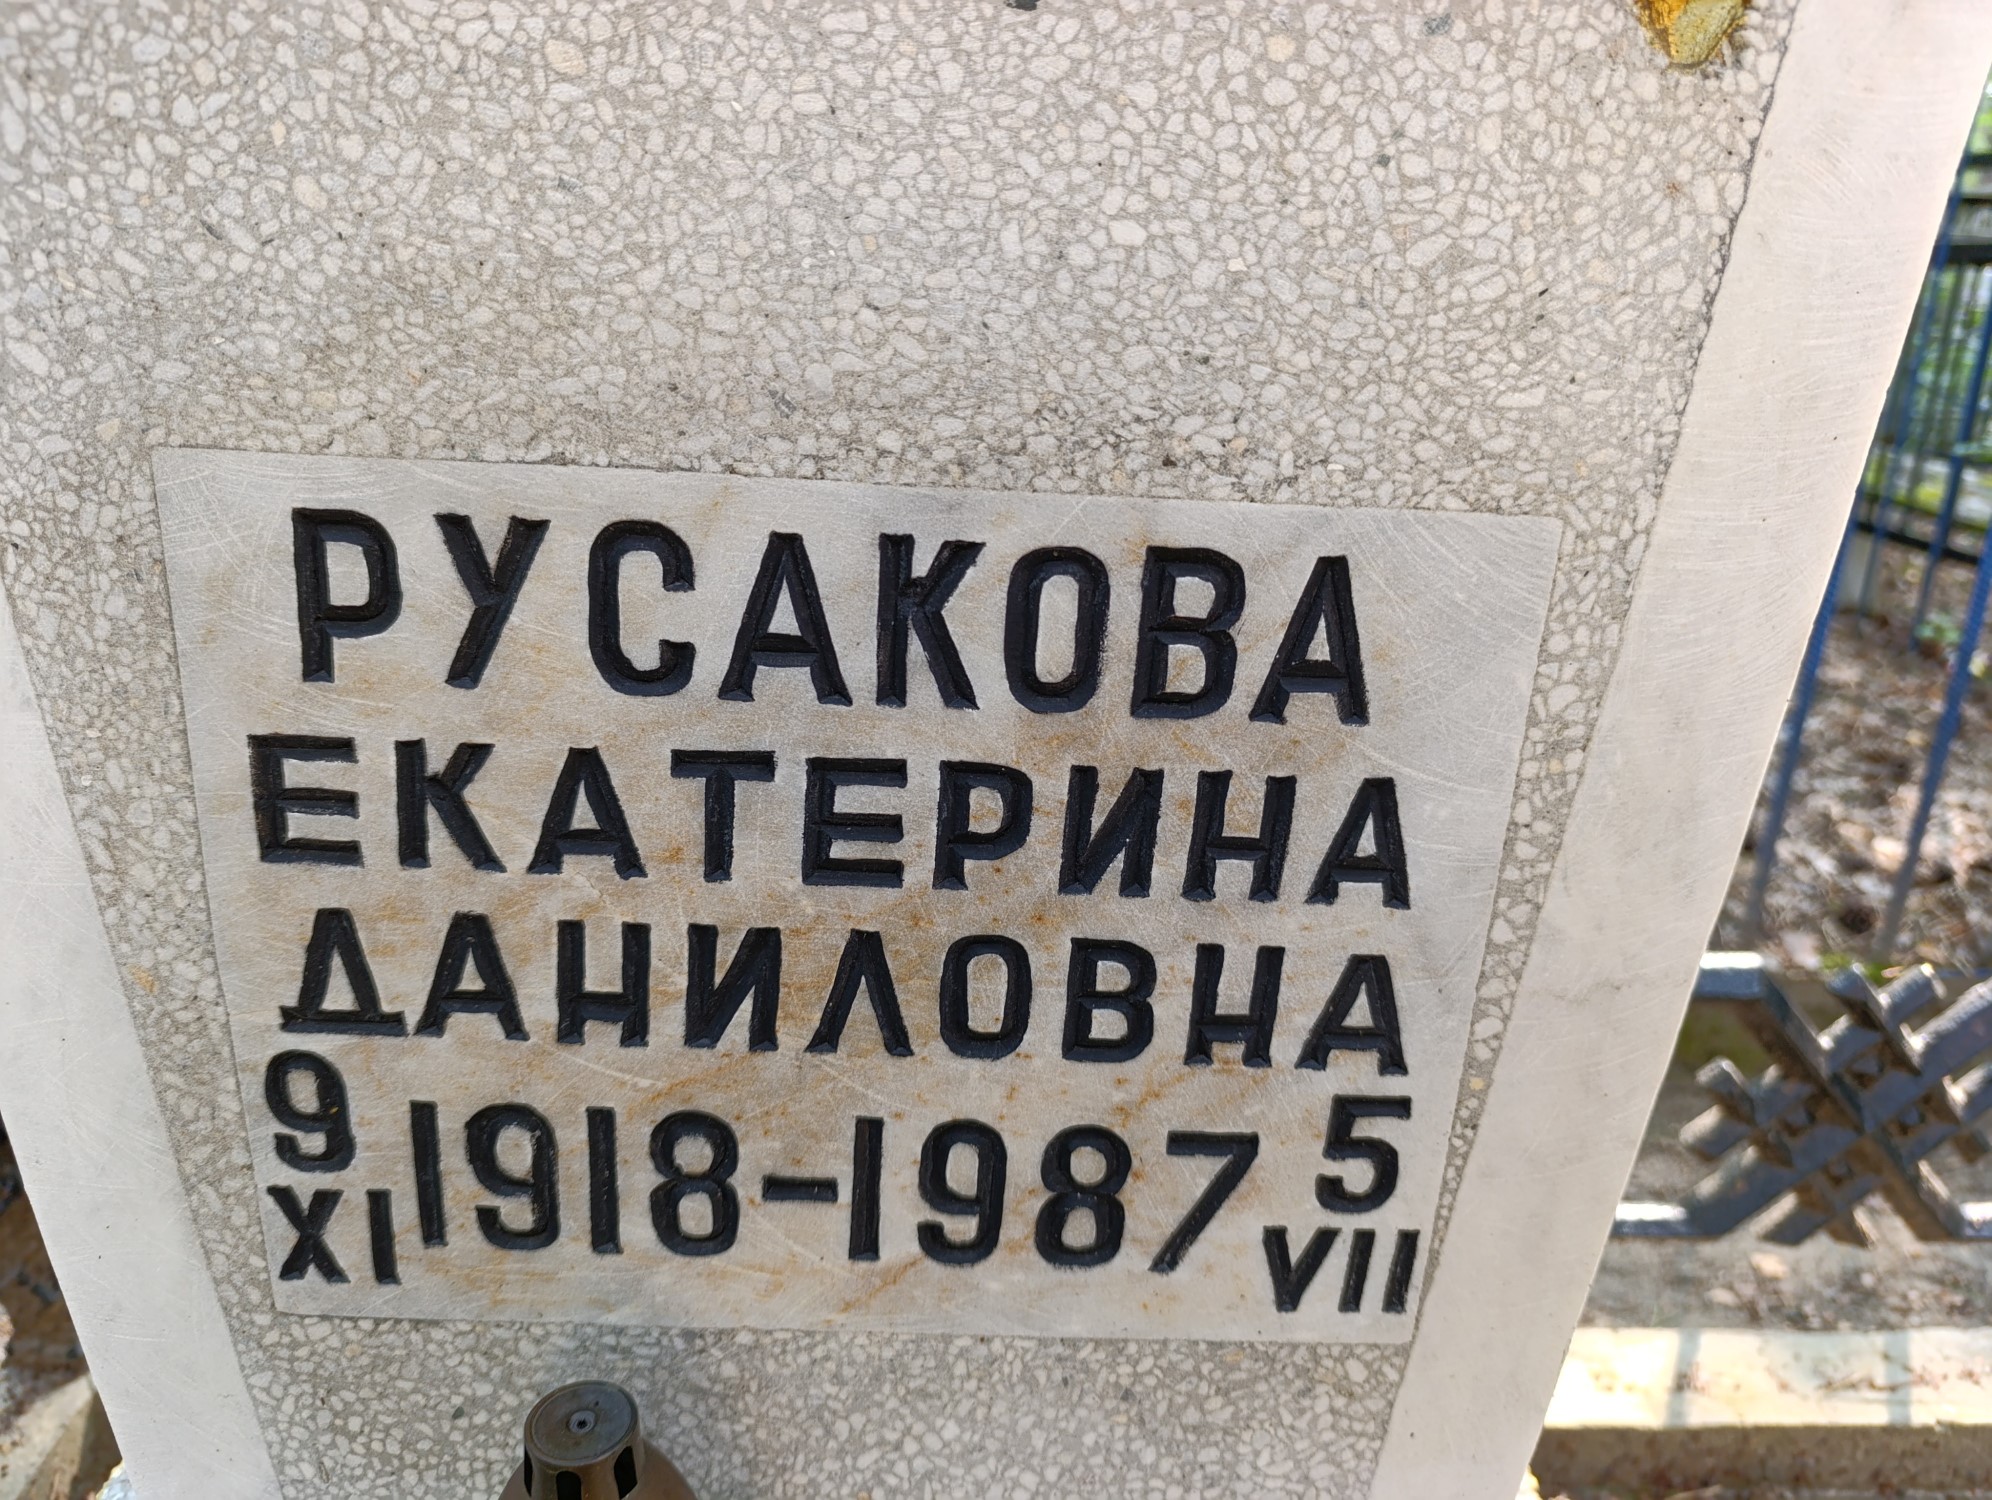 РУСАКОВА
ЕКАТЕРИНА
ДАНИЛОВНА
9 XI 1918-1987 5 VII